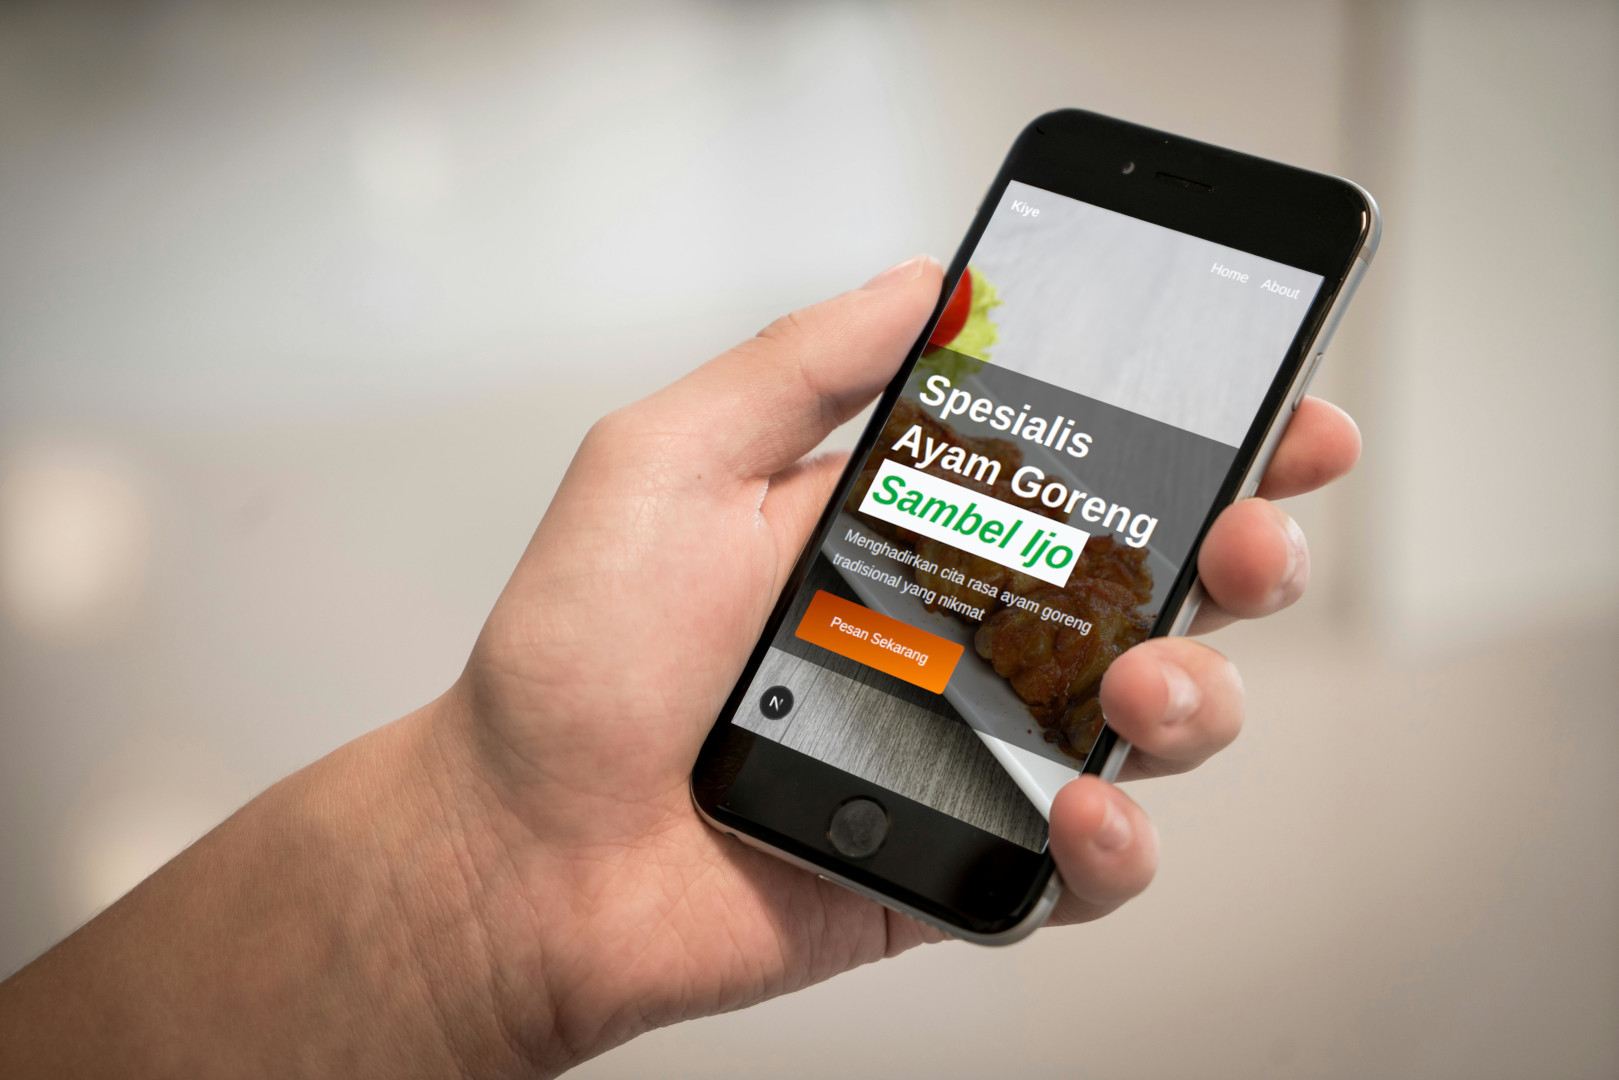 Kiye
Home About
Spesialis
Ayam Goreng
Sambel Ijo
Menghadirkan cita rasa ayam goreng
tradisional yang nikmat
Pesan Sekarang
N